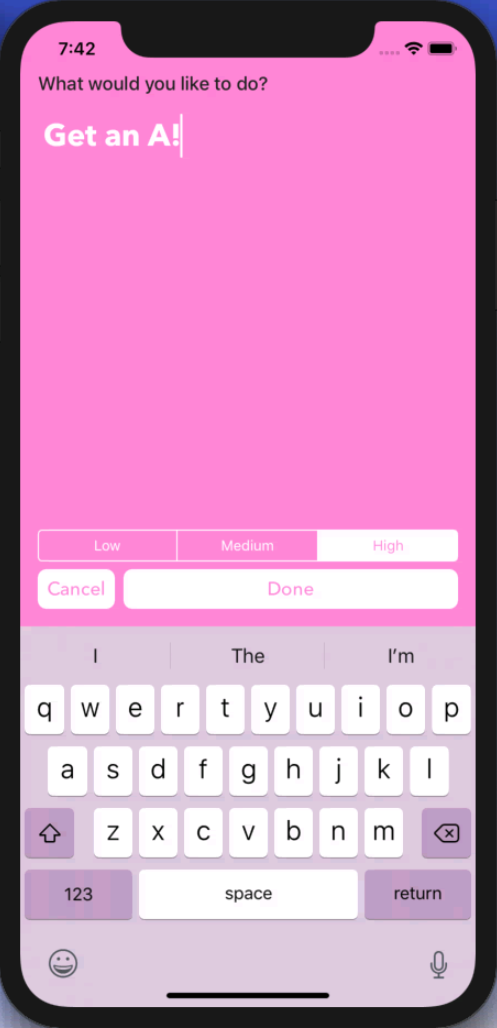 7:42
What would you like to do?
Get an A!
Low Medium High
Cancel Done
I The I'm
q w e r t y u i o p
a s d f g h j k l
z x c v b n m
123 space return